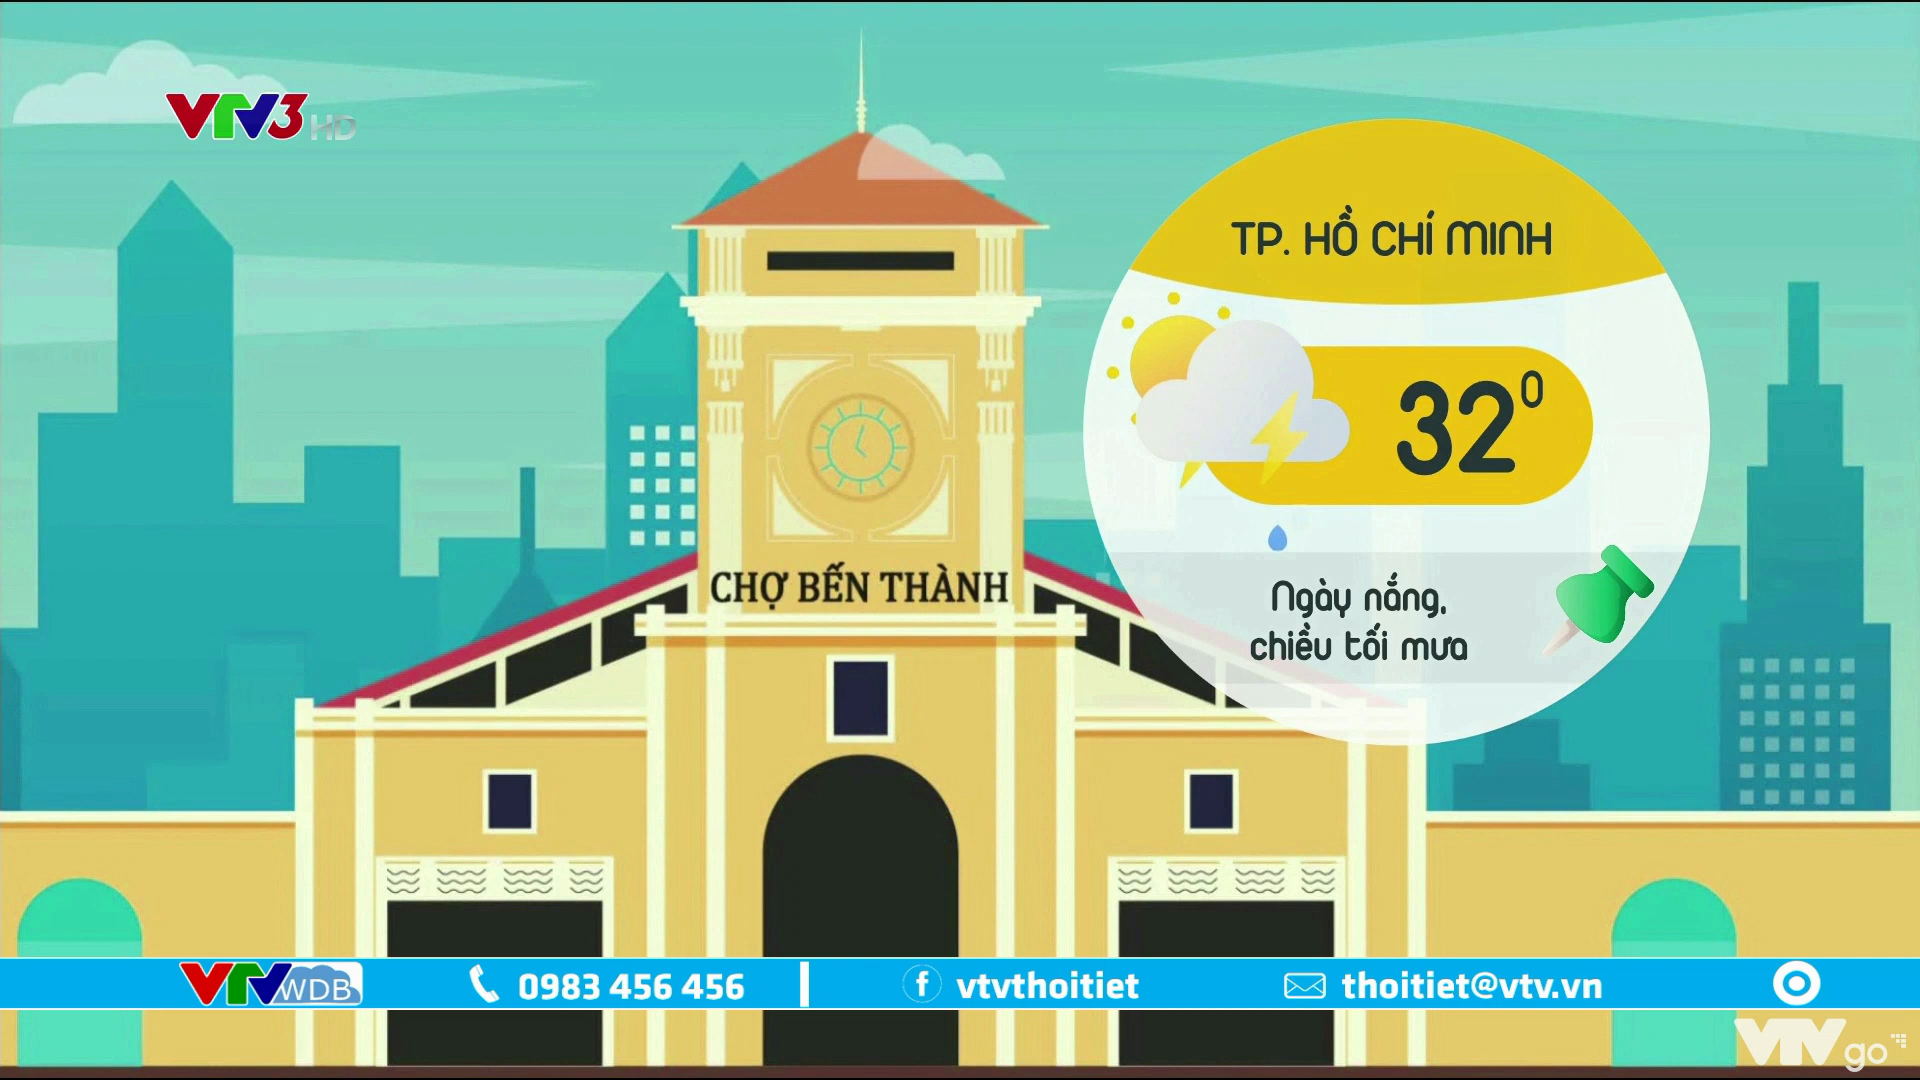 VTV3 HD
TP. HỒ CHÍ MINH
32⁰
Ngày nắng,
chiều tối mưa
CHỢ BẾN THÀNH
VTV WDB
0983 456 456
vtvthoitiet
thoitiet@vtv.vn
VTV go